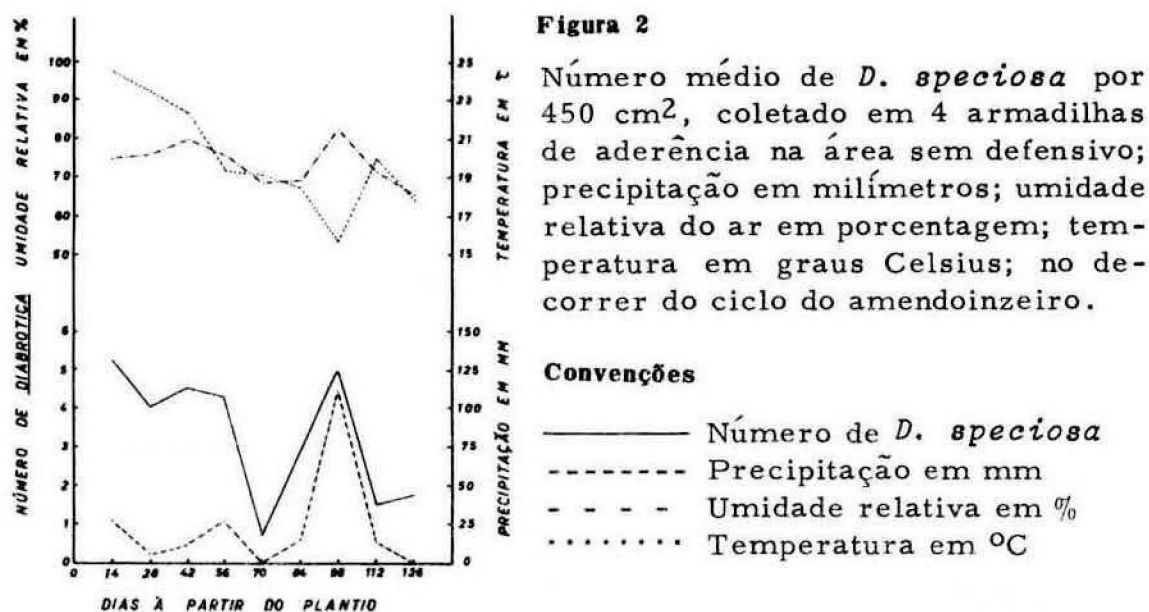 UMIDADE RELATIVA EM %
100
90
80
70
60
50
TEMPERATURA EM ℃
25
23
21
19
17
15
NÚMERO DE DIABROTICA
6
5
4
3
2
1
0
PRECIPITAÇÃO EM MM
150
125
100
75
50
25
0
0 14 28 42 56 70 84 98 112 126
DIAS À PARTIR DO PLANTIO
Figura 2
Número médio de D. speciosa por
450 cm², coletado em 4 armadilhas
de aderência na área sem defensivo;
precipitação em milímetros; umidade
relativa do ar em porcentagem; tem-
peratura em graus Celsius; no de-
correr do ciclo do amendoinzeiro.
Convenções
Número de D. speciosa
Precipitação em mm
Umidade relativa em %
Temperatura em ºC